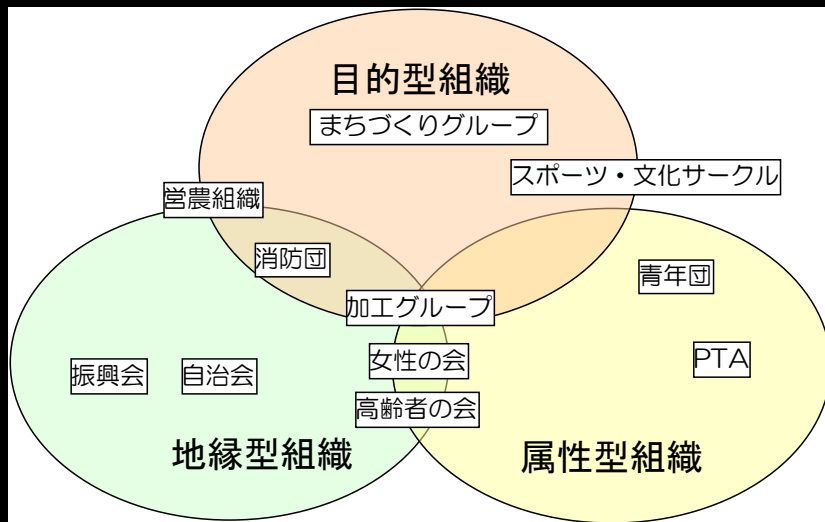 目的型組織
まちづくりグループ
スポーツ・文化サークル
営農組織
消防団
青年団
加工グループ
女性の会
PTA
振興会
自治会
高齢者の会
地縁型組織
属性型組織